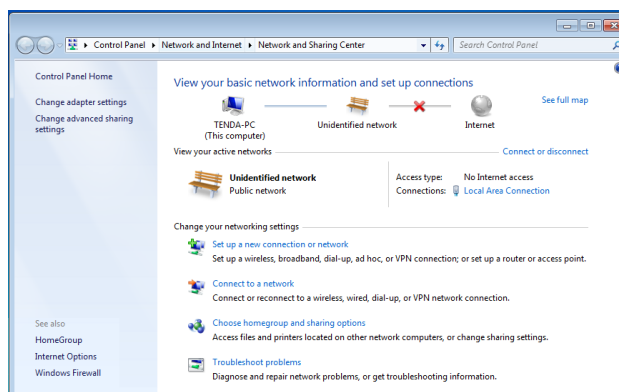 Control Panel ▸ Network and Internet ▸ Network and Sharing Center
Search Control Panel
Control Panel Home
Change adapter settings
Change advanced sharing
settings
View your basic network information and set up connections
See full map
TENDA-PC
(This computer)
Unidentified network
Internet
View your active networks
Connect or disconnect
Unidentified network
Public network
Access type: No Internet access
Connections: Local Area Connection
Change your networking settings
Set up a new connection or network
Set up a wireless, broadband, dial-up, ad hoc, or VPN connection; or set up a router or access point.
Connect to a network
Connect or reconnect to a wireless, wired, dial-up, or VPN network connection.
Choose homegroup and sharing options
Access files and printers located on other network computers, or change sharing settings.
Troubleshoot problems
Diagnose and repair network problems, or get troubleshooting information.
See also
HomeGroup
Internet Options
Windows Firewall